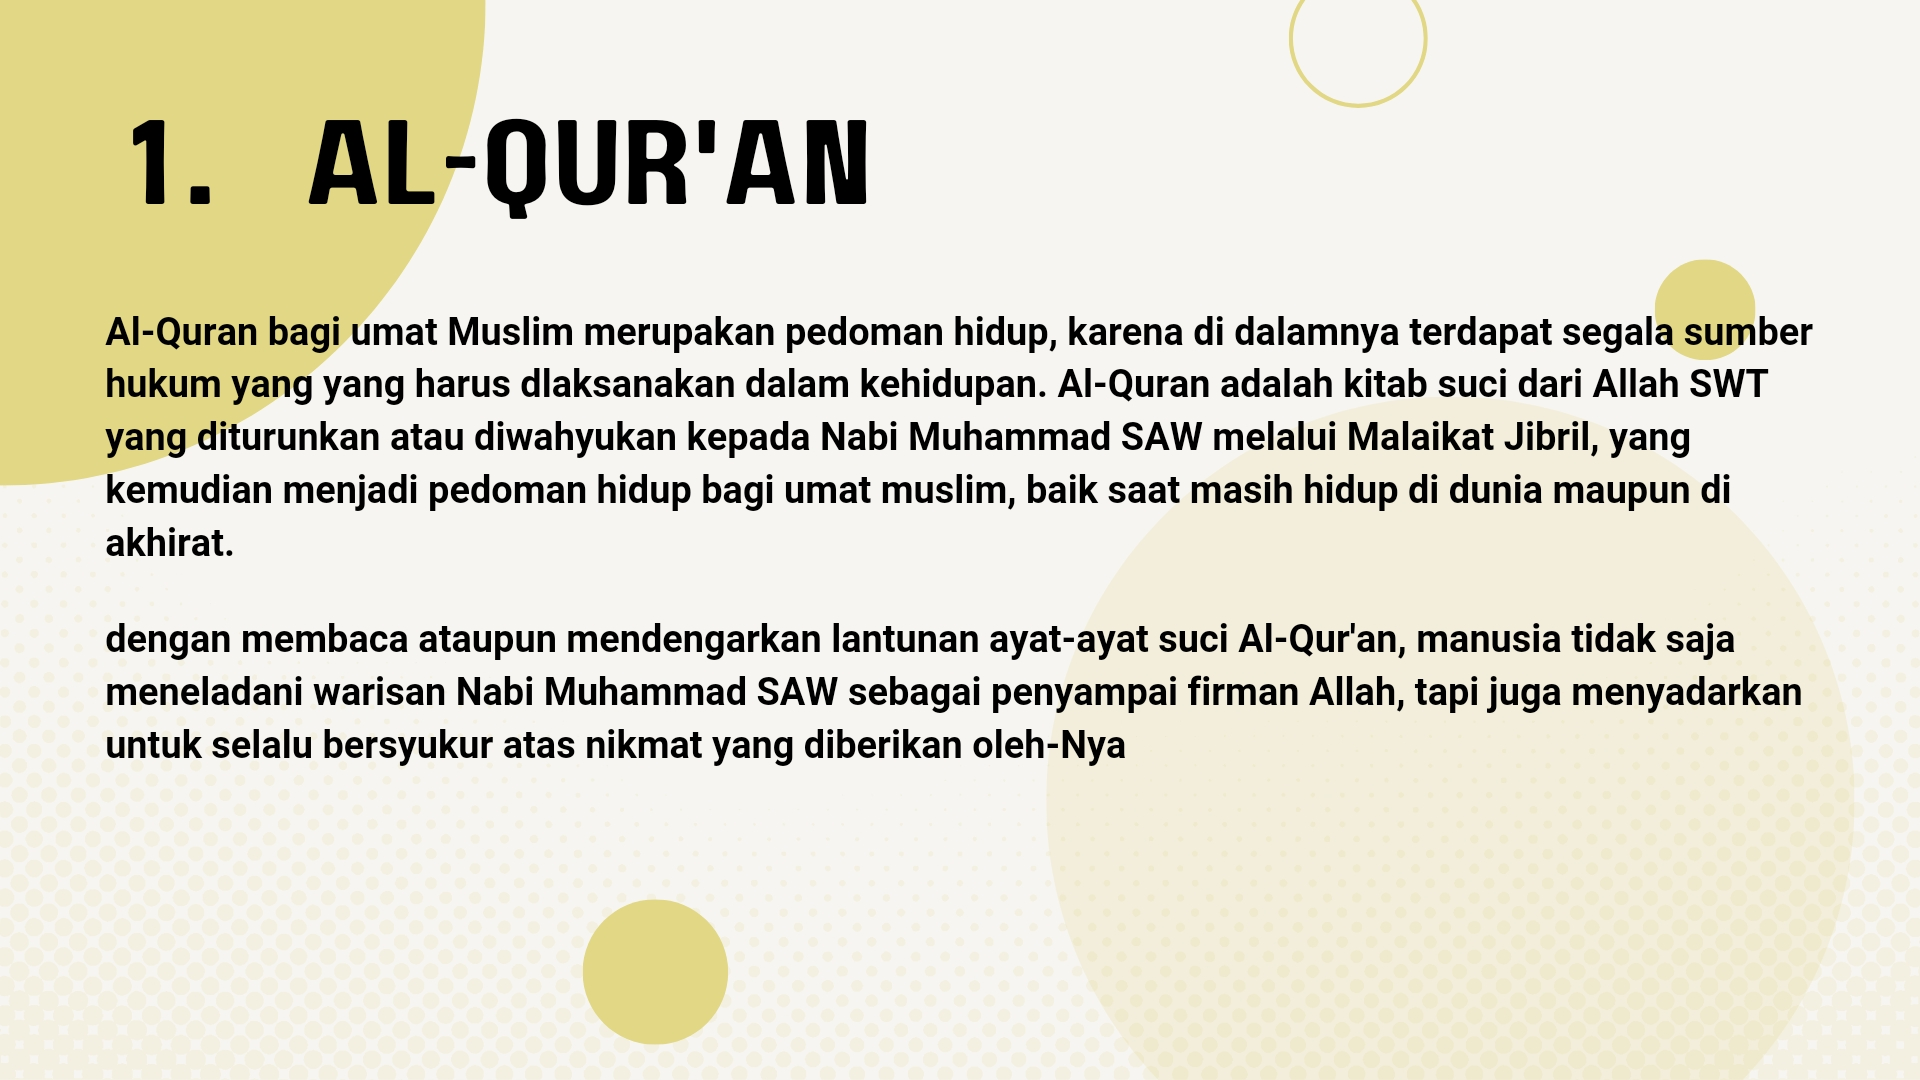 1. AL-QUR'AN
Al-Quran bagi umat Muslim merupakan pedoman hidup, karena di dalamnya terdapat segala sumber
hukum yang yang harus dlaksanakan dalam kehidupan. Al-Quran adalah kitab suci dari Allah SWT
yang diturunkan atau diwahyukan kepada Nabi Muhammad SAW melalui Malaikat Jibril, yang
kemudian menjadi pedoman hidup bagi umat muslim, baik saat masih hidup di dunia maupun di
akhirat.
dengan membaca ataupun mendengarkan lantunan ayat-ayat suci Al-Qur'an, manusia tidak saja
meneladani warisan Nabi Muhammad SAW sebagai penyampai firman Allah, tapi juga menyadarkan
untuk selalu bersyukur atas nikmat yang diberikan oleh-Nya